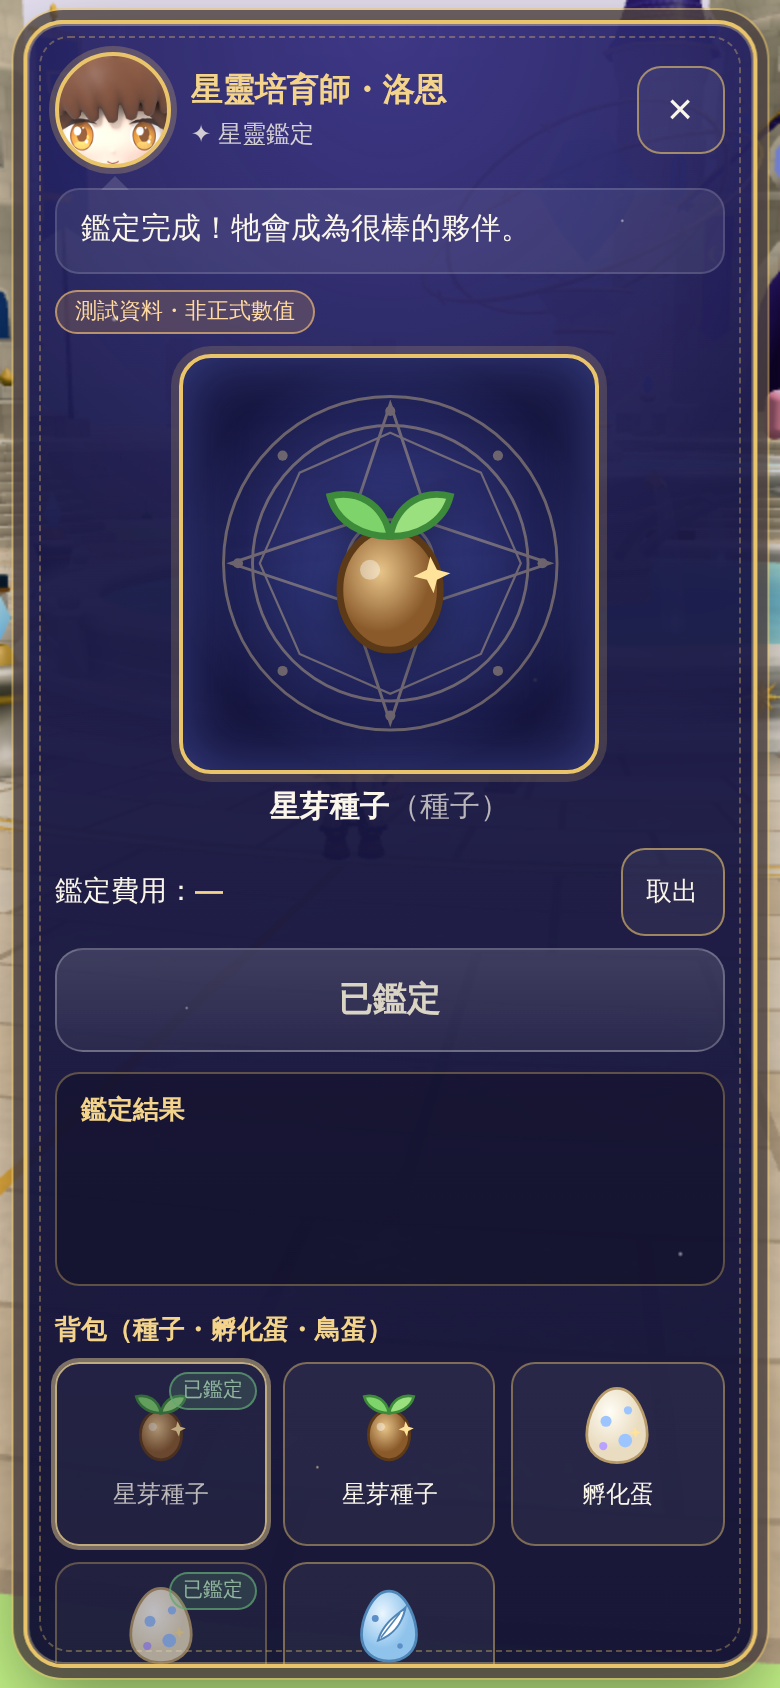 星靈培育師・洛恩
✦ 星靈鑑定
×
鑑定完成！牠會成為很棒的夥伴。
測試資料・非正式數值
星芽種子（種子）
鑑定費用：—
取出
已鑑定
鑑定結果
背包（種子・孵化蛋・鳥蛋）
已鑑定
星芽種子
星芽種子
孵化蛋
已鑑定